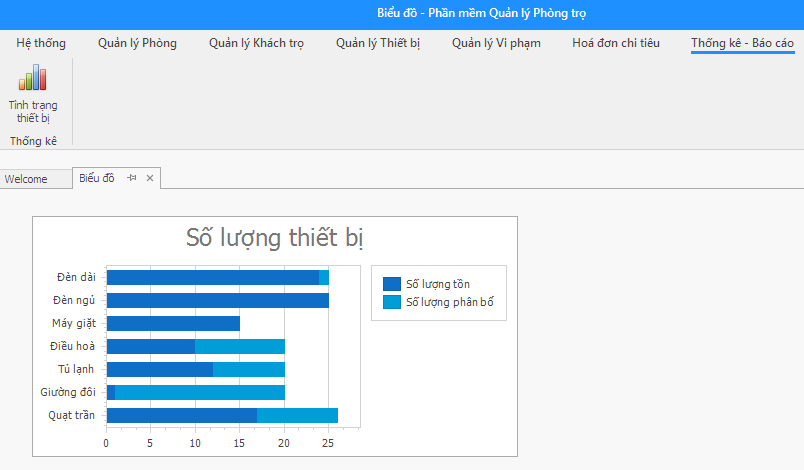 Biểu đồ - Phần mềm Quản lý Phòng trọ
Hệ thống Quản lý Phòng Quản lý Khách trọ Quản lý Thiết bị Quản lý Vi phạm Hoá đơn chi tiêu Thống kê - Báo cáo
Tình trạng
thiết bị
Thống kê
Welcome Biểu đồ
Số lượng thiết bị
Đèn dài
Đèn ngủ
Máy giặt
Điều hoà
Tủ lạnh
Giường đôi
Quạt trần
0 5 10 15 20 25
Số lượng tồn
Số lượng phân bổ